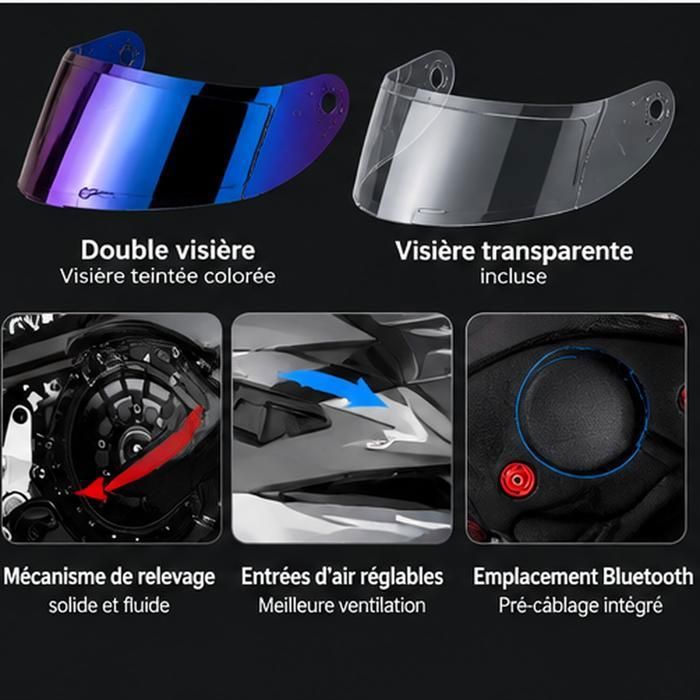 Double visière
Visière teintée colorée
Visière transparente
incluse
Mécanisme de relevage
solide et fluide
Entrées d'air réglables
Meilleure ventilation
Emplacement Bluetooth
Pré-câblage intégré